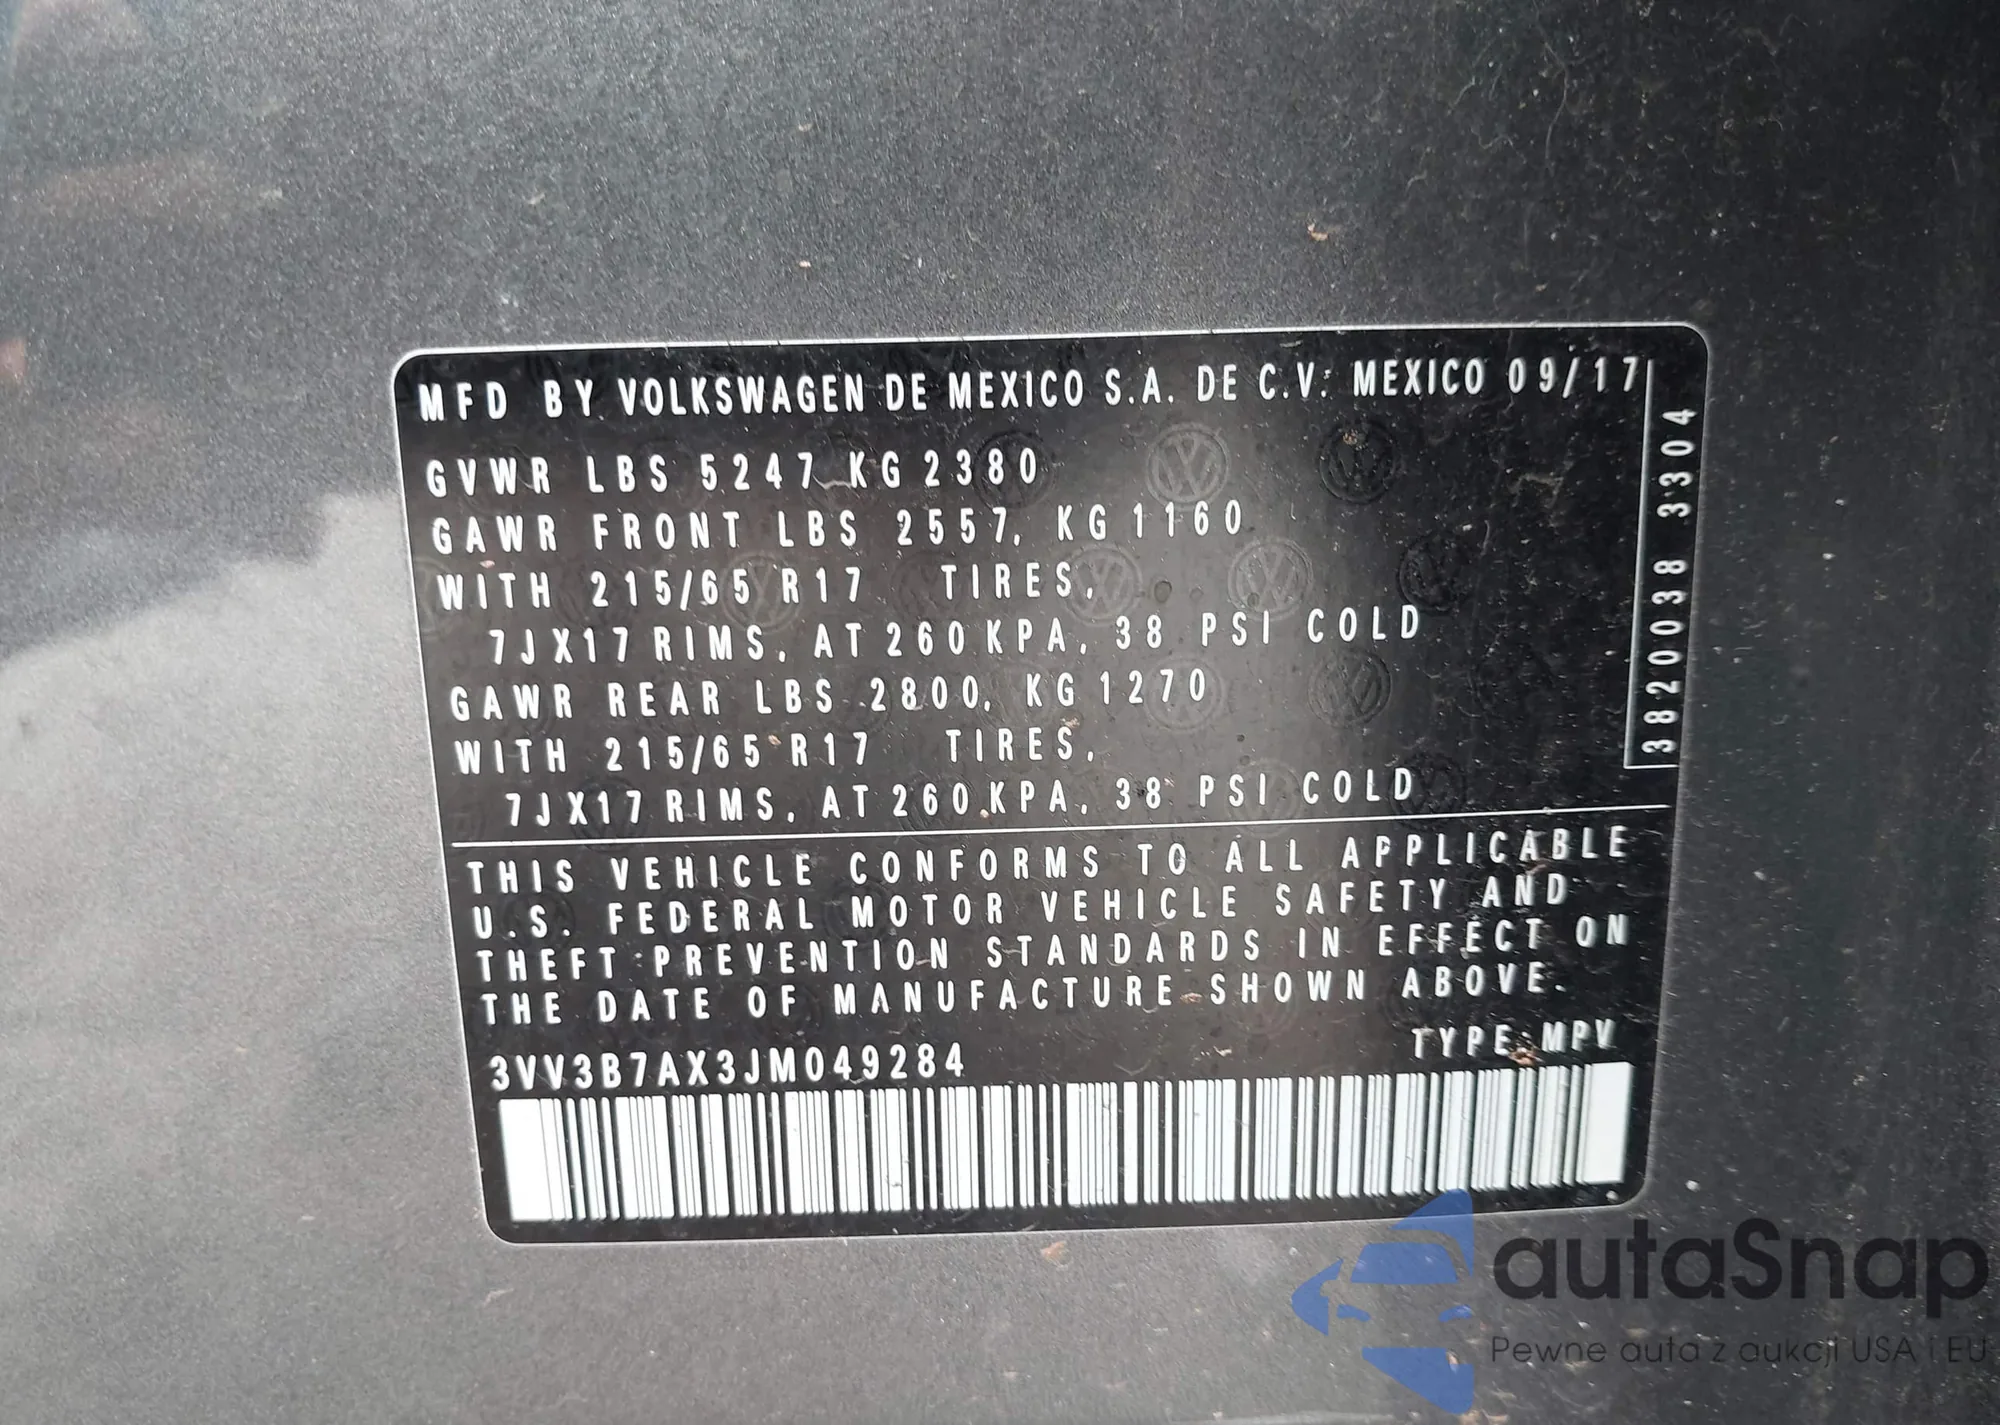 MFD BY VOLKSWAGEN DE MEXICO S.A. DE C.V. MEXICO 09/17
GVWR LBS 5247 KG 2380
GAWR FRONT LBS 2557, KG 1160
WITH 215/65 R17 TIRES,
7JX17 RIMS, AT 260 KPA, 38 PSI COLD
GAWR REAR LBS 2800, KG 1270
WITH 215/65 R17 TIRES,
7JX17 RIMS, AT 260 KPA, 38 PSI COLD
3820038 3304
THIS VEHICLE CONFORMS TO ALL APPLICABLE
U.S. FEDERAL MOTOR VEHICLE SAFETY AND
THEFT PREVENTION STANDARDS IN EFFECT ON
THE DATE OF MANUFACTURE SHOWN ABOVE.
TYPE: MPV
3VV3B7AX3JM049284
autaSnap
Pewne auta z aukcji USA i EU